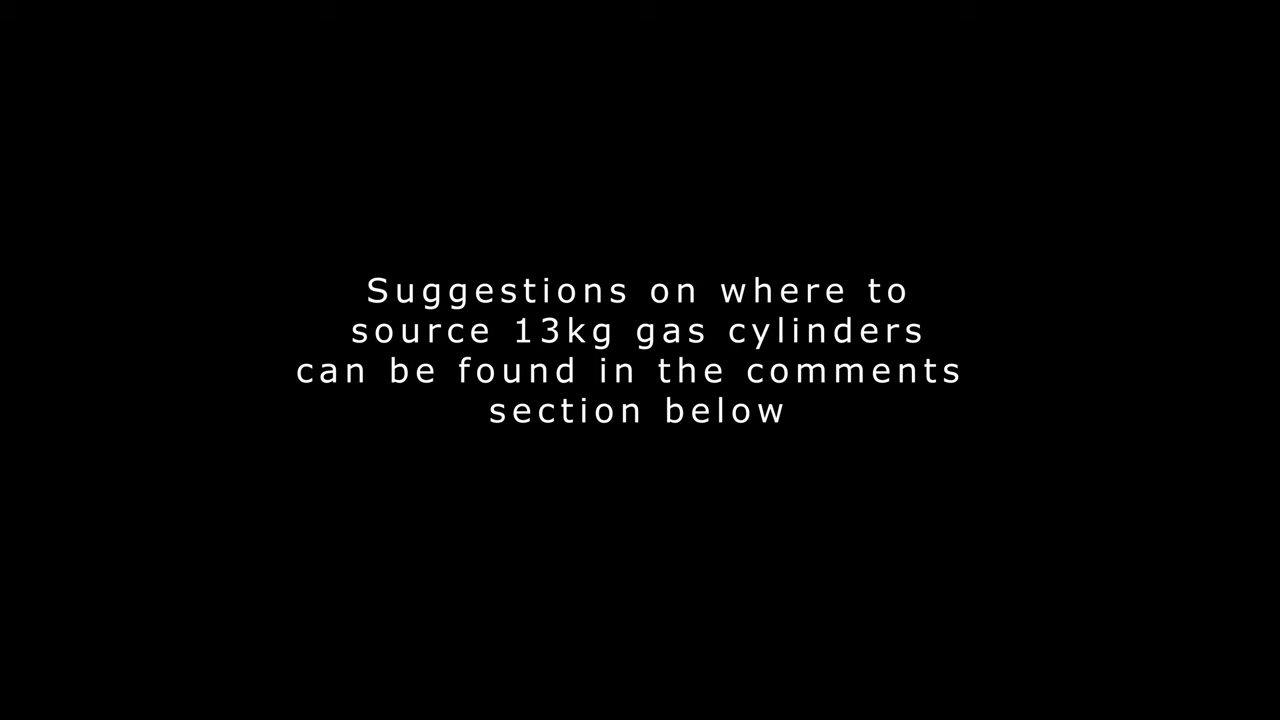 Suggestions on where to
source 13kg gas cylinders
can be found in the comments
section below